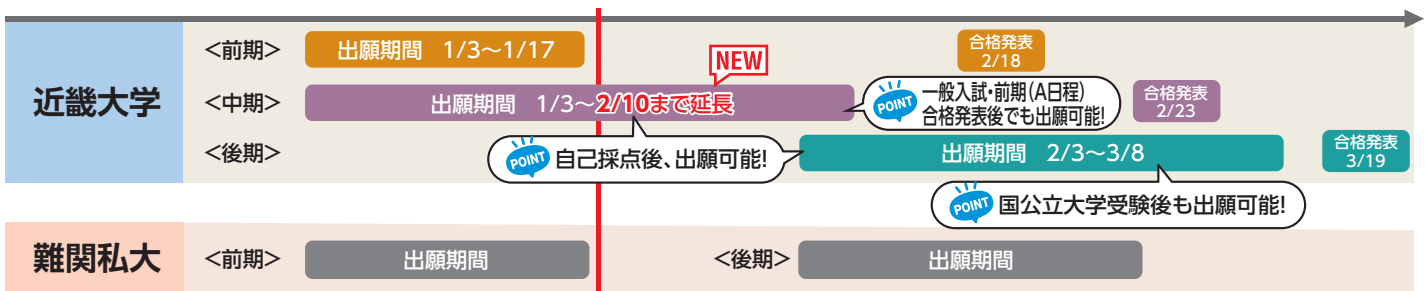 近畿大学
<前期>
出願期間 1/3~1/17
合格発表
2/18
NEW
<中期>
出願期間 1/3~2/10まで延長
POINT
一般入試・前期(A日程)
合格発表後でも出願可能!
合格発表
2/23
<後期>
POINT
自己採点後、出願可能!
出願期間 2/3~3/8
合格発表
3/19
POINT
国公立大学受験後も出願可能!
難関私大
<前期>
出願期間
<後期>
出願期間